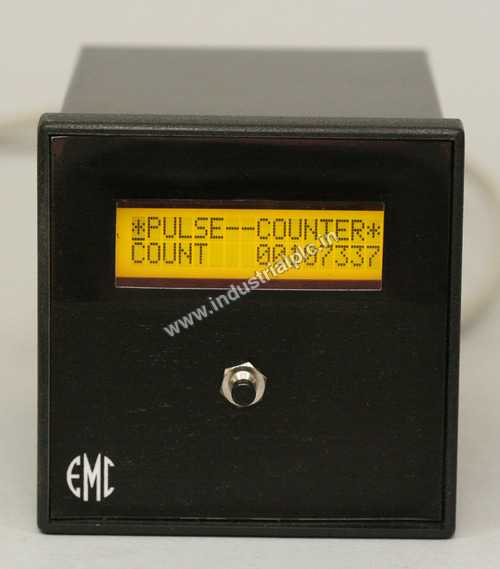 *PULSE--COUNTER*
COUNT
www.industrialplc.in
EMC